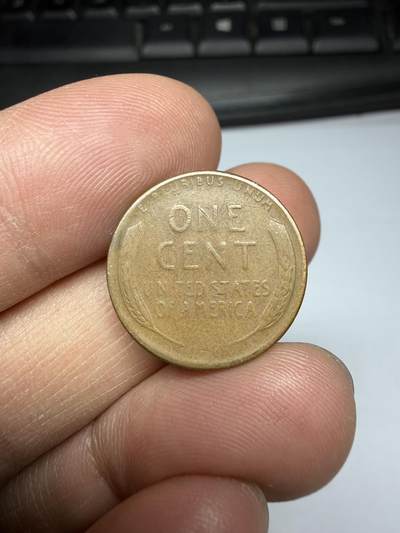 E PLURIBUS UNUM
ONE
CENT
UNITED STATES
OF AMERICA